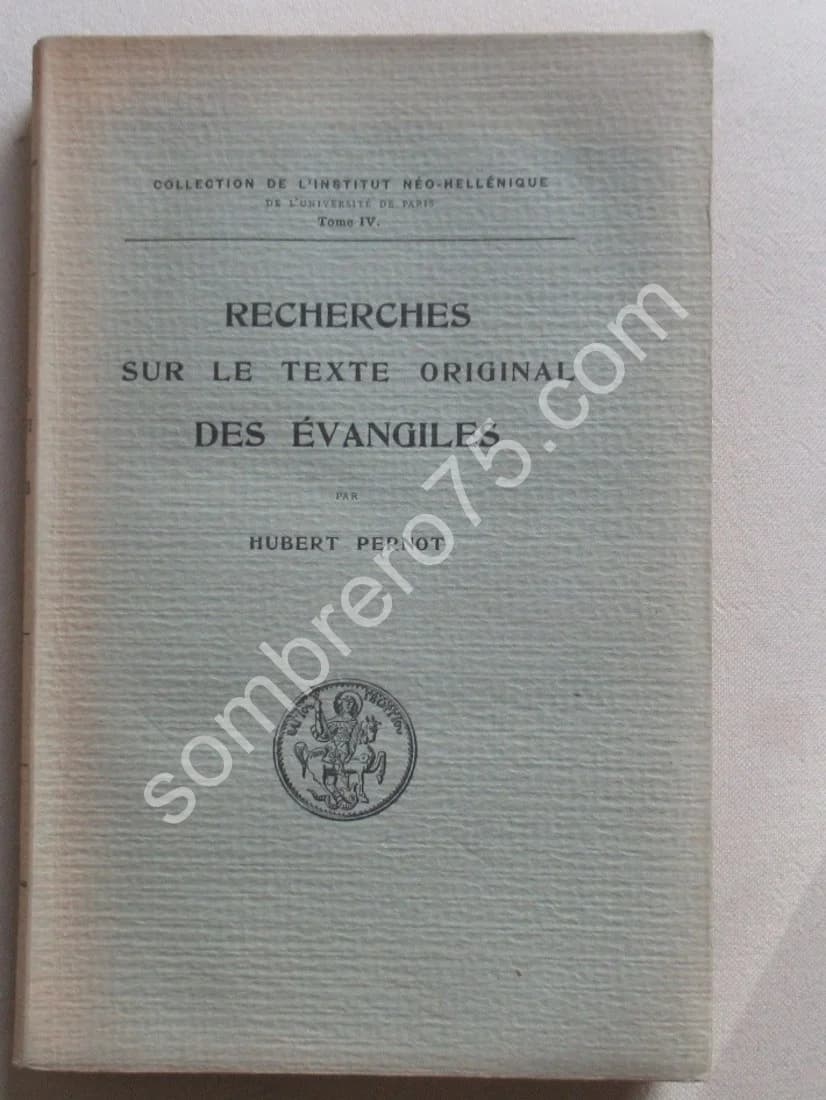 COLLECTION DE L'INSTITUT NÉO-HELLÉNIQUE
DE L'UNIVERSITÉ DE PARIS
Tome IV.
RECHERCHES
SUR LE TEXTE ORIGINAL
DES ÉVANGILES
PAR
HUBERT PERNOT
sombrero75.com